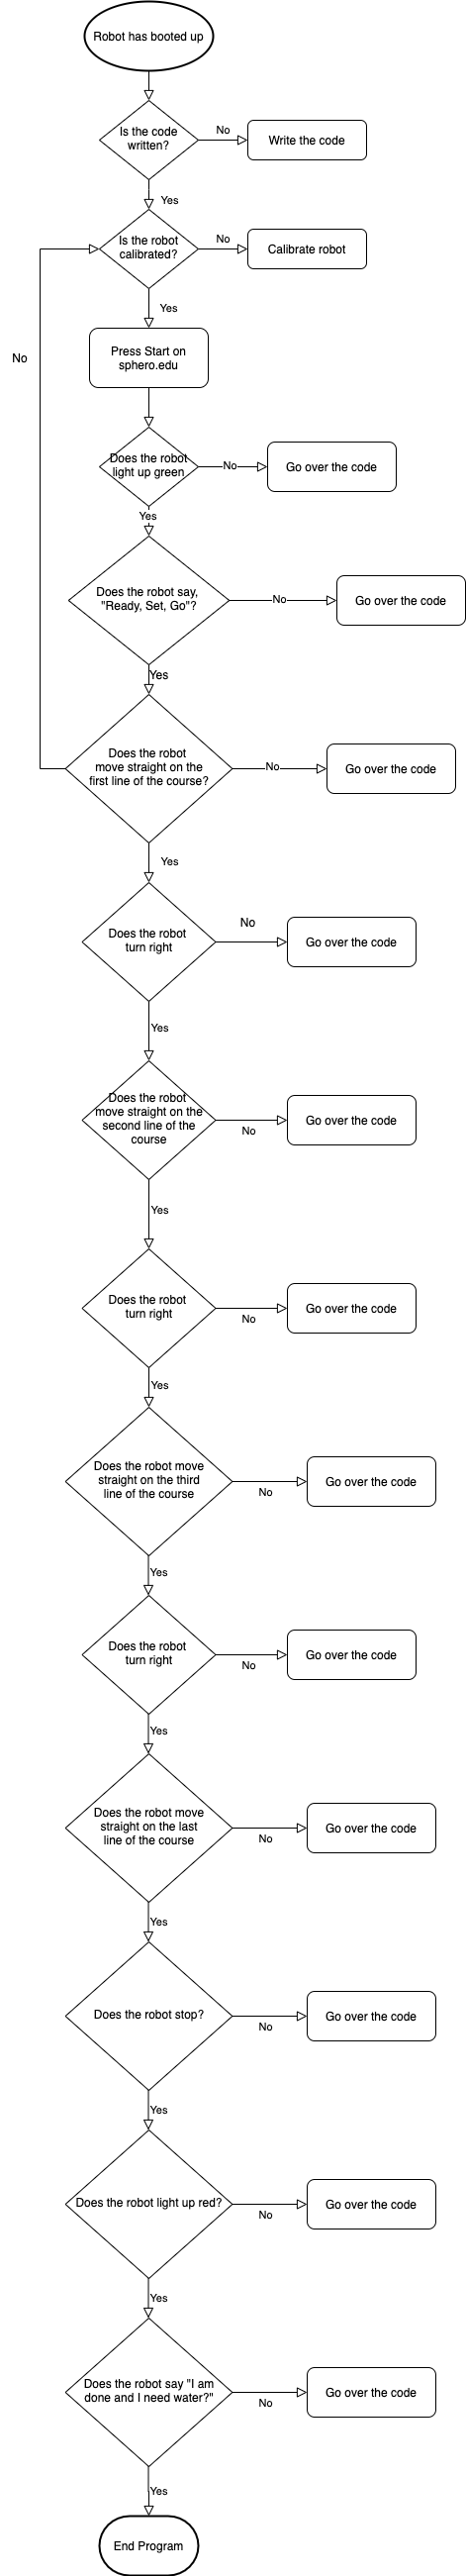 Robot has booted up
Is the code
written?
No
Write the code
Yes
Is the robot
calibrated?
No
Calibrate robot
Yes
No
Press Start on
sphero.edu
Does the robot
light up green
No
Go over the code
Yes
Does the robot say,
"Ready, Set, Go"?
No
Go over the code
Yes
Does the robot
move straight on the
first line of the course?
No
Go over the code
Yes
Does the robot
turn right
No
Go over the code
Yes
Does the robot
move straight on the
second line of the
course
No
Go over the code
Yes
Does the robot
turn right
No
Go over the code
Yes
Does the robot move
straight on the third
line of the course
No
Go over the code
Yes
Does the robot
turn right
No
Go over the code
Yes
Does the robot move
straight on the last
line of the course
No
Go over the code
Yes
Does the robot stop?
No
Go over the code
Yes
Does the robot light up red?
No
Go over the code
Yes
Does the robot say "I am
done and I need water?"
No
Go over the code
Yes
End Program